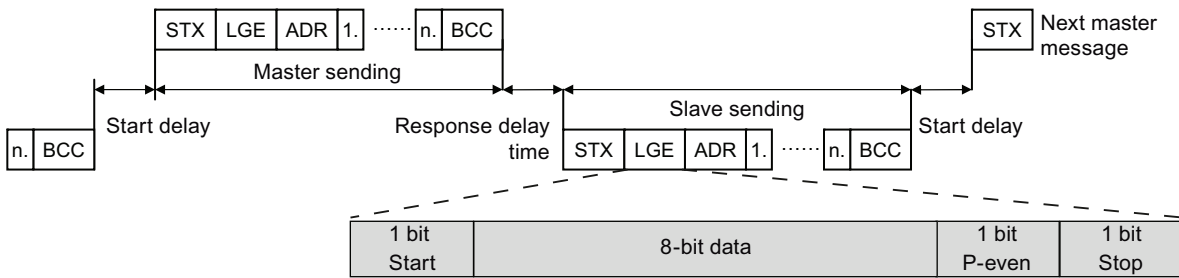 STX LGE ADR 1. ...... n. BCC
STX
Next master
message
Master sending
Slave sending
Start delay
Response delay
time
Start delay
n. BCC
STX LGE ADR 1. ...... n. BCC
1 bit
Start
8-bit data
1 bit
P-even
1 bit
Stop